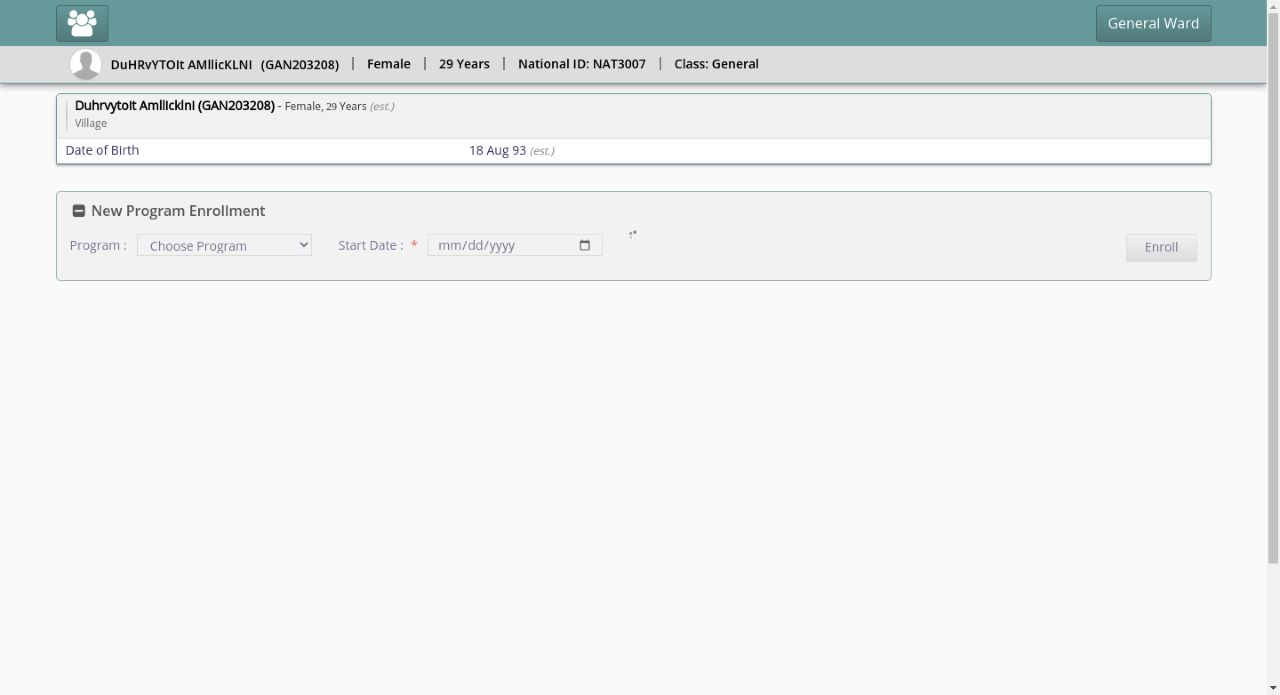 General Ward
DuHRvYTOIt AMlIicKLNI (GAN203208) | Female | 29 Years | National ID: NAT3007 | Class: General
Duhrvytoit Amliicklni (GAN203208) - Female, 29 Years (est.)
Village
Date of Birth 18 Aug 93 (est.)
New Program Enrollment
Program : Choose Program Start Date : * mm/dd/yyyy Enroll